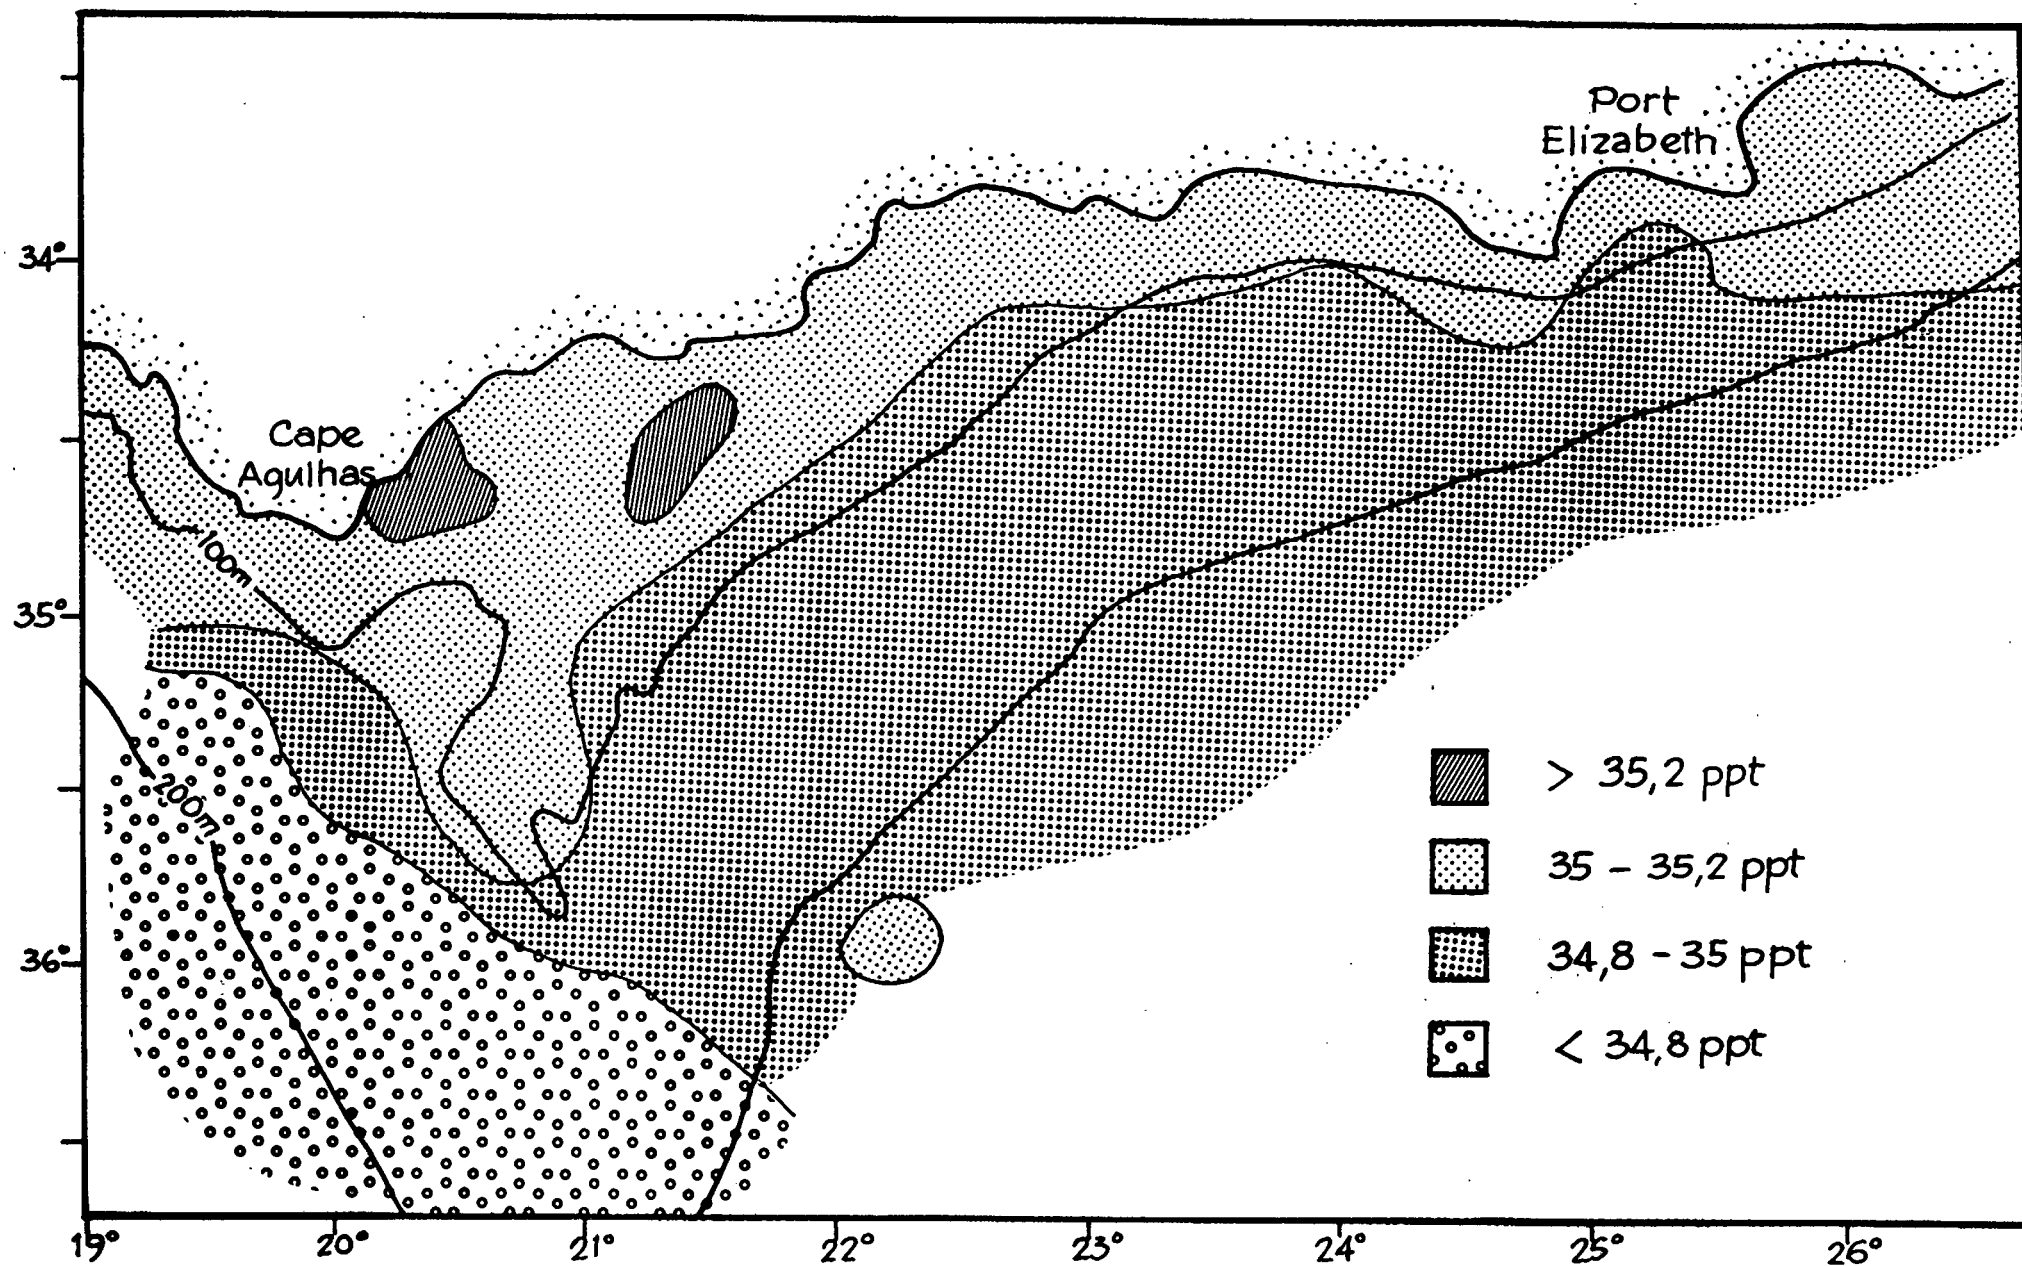 Port
Elizabeth
34°
Cape
Agulhas
100m
35°
200m
> 35,2 ppt
35 – 35,2 ppt
34,8 – 35 ppt
36°
< 34,8 ppt
19°
20°
21°
22°
23°
24°
25°
26°